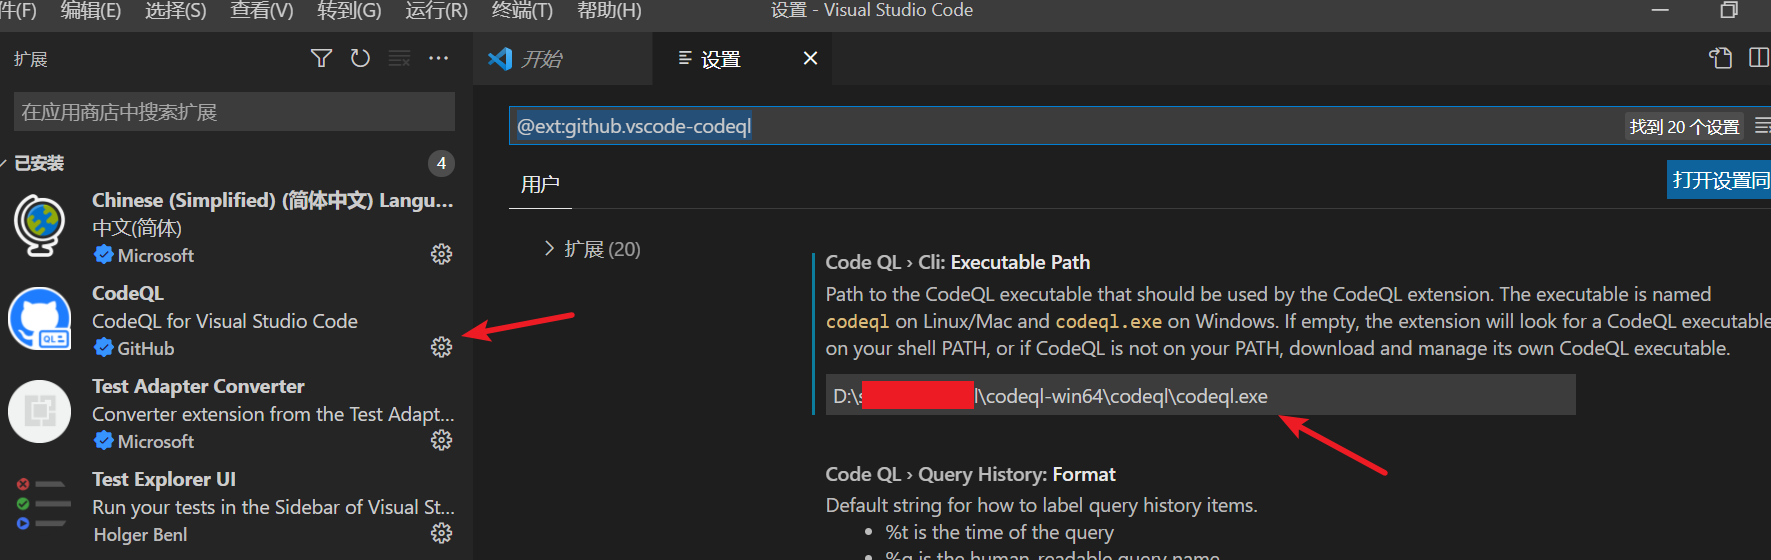 件(F) 编辑(E) 选择(S) 查看(V) 转到(G) 运行(R) 终端(T) 帮助(H) 设置 - Visual Studio Code
扩展
在应用商店中搜索扩展
已安装 4
Chinese (Simplified) (简体中文) Langu...
中文(简体)
Microsoft
CodeQL
CodeQL for Visual Studio Code
GitHub
Test Adapter Converter
Converter extension from the Test Adapt...
Microsoft
Test Explorer UI
Run your tests in the Sidebar of Visual St...
Holger Benl
开始 设置
@ext:github.vscode-codeql 找到 20 个设置
用户 打开设置同
扩展 (20)
Code QL › Cli: Executable Path
Path to the CodeQL executable that should be used by the CodeQL extension. The executable is named
codeql on Linux/Mac and codeql.exe on Windows. If empty, the extension will look for a CodeQL executable
on your shell PATH, or if CodeQL is not on your PATH, download and manage its own CodeQL executable.
D:\s l\codeql-win64\codeql\codeql.exe
Code QL › Query History: Format
Default string for how to label query history items.
• %t is the time of the query
• %q is the human-readable query name